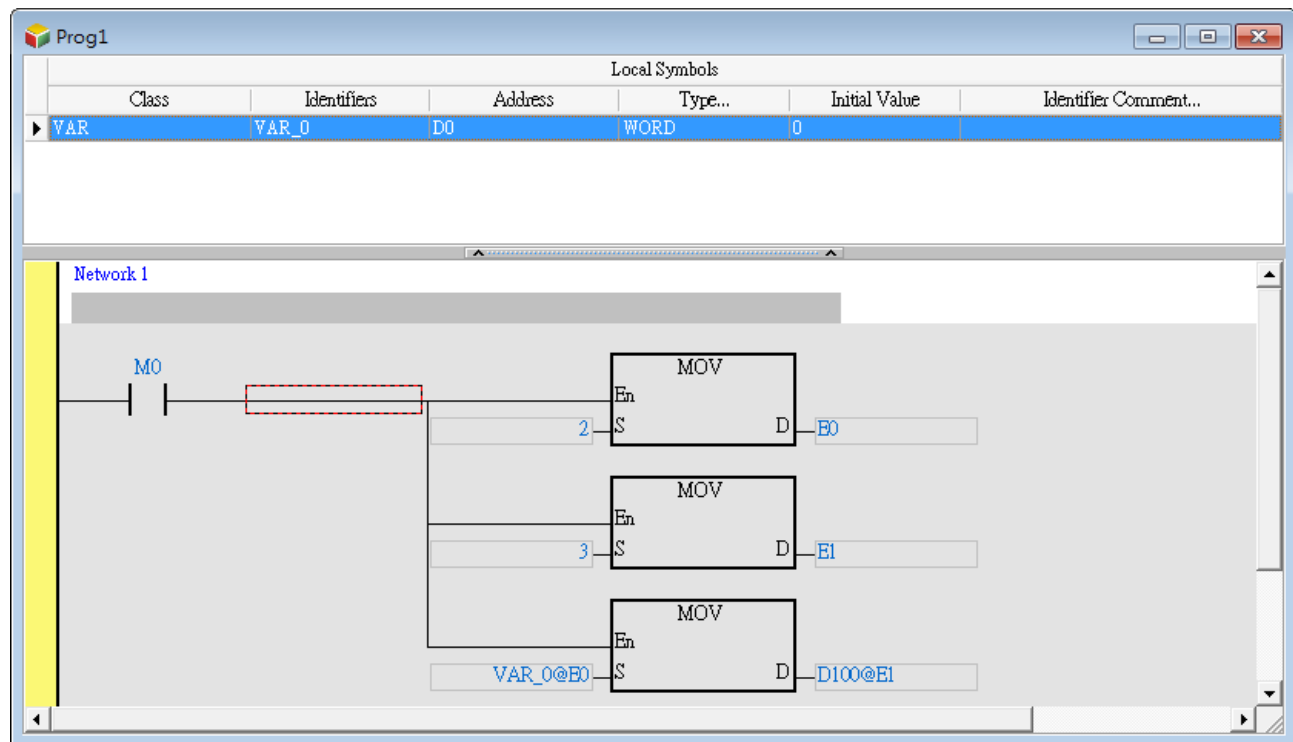 Prog1
Local Symbols
Class Identifiers Address Type... Initial Value Identifier Comment...
VAR VAR_0 D0 WORD 0
Network 1
M0 MOV
En
2 S D E0
MOV
En
3 S D E1
MOV
En
VAR_0@E0 S D D100@E1